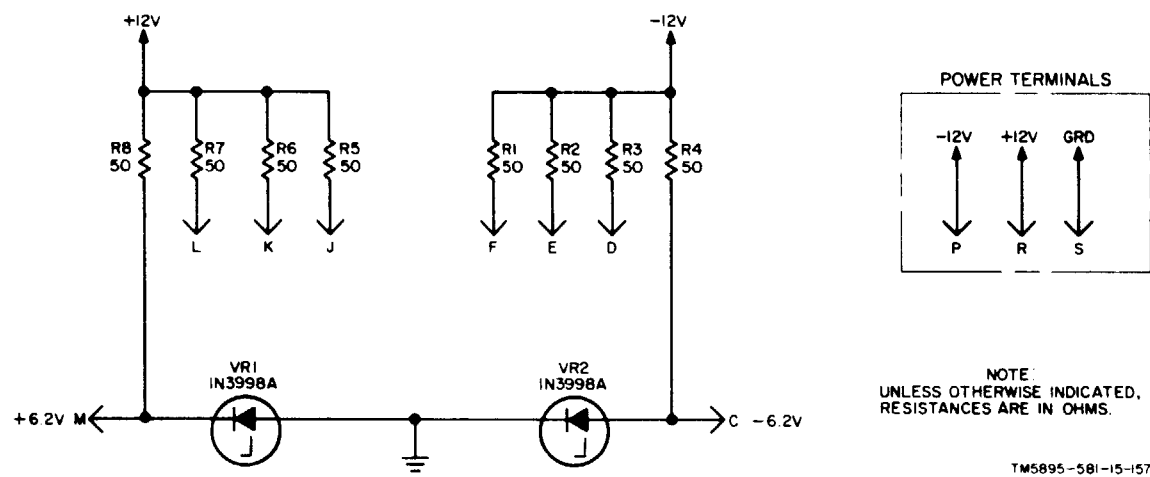 +12V
-12V
POWER TERMINALS
-12V +12V GRD
R8
50
R7
50
R6
50
R5
50
R1
50
R2
50
R3
50
R4
50
L K J
F E D
P R S
VR1
IN3998A
VR2
IN3998A
+6.2V M
C -6.2V
NOTE:
UNLESS OTHERWISE INDICATED,
RESISTANCES ARE IN OHMS.
TM5895-581-15-157